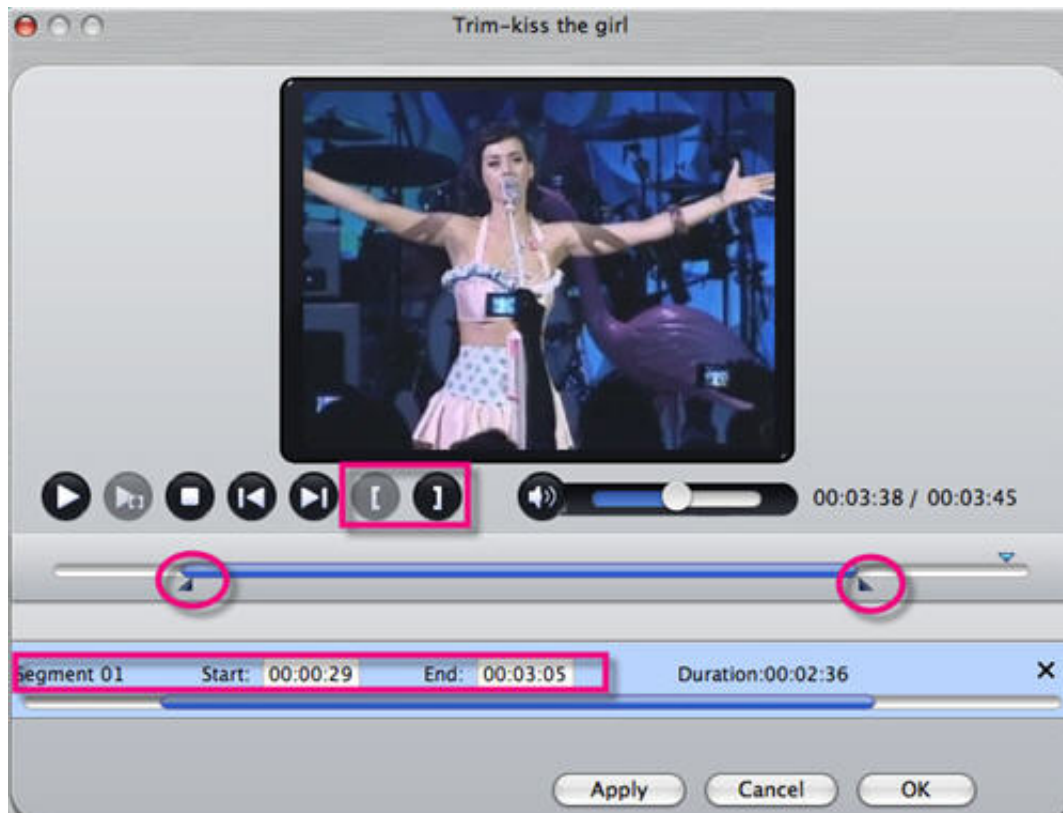 Trim-kiss the girl
[ ] 00:03:38 / 00:03:45
Segment 01 Start: 00:00:29 End: 00:03:05 Duration:00:02:36
Apply Cancel OK